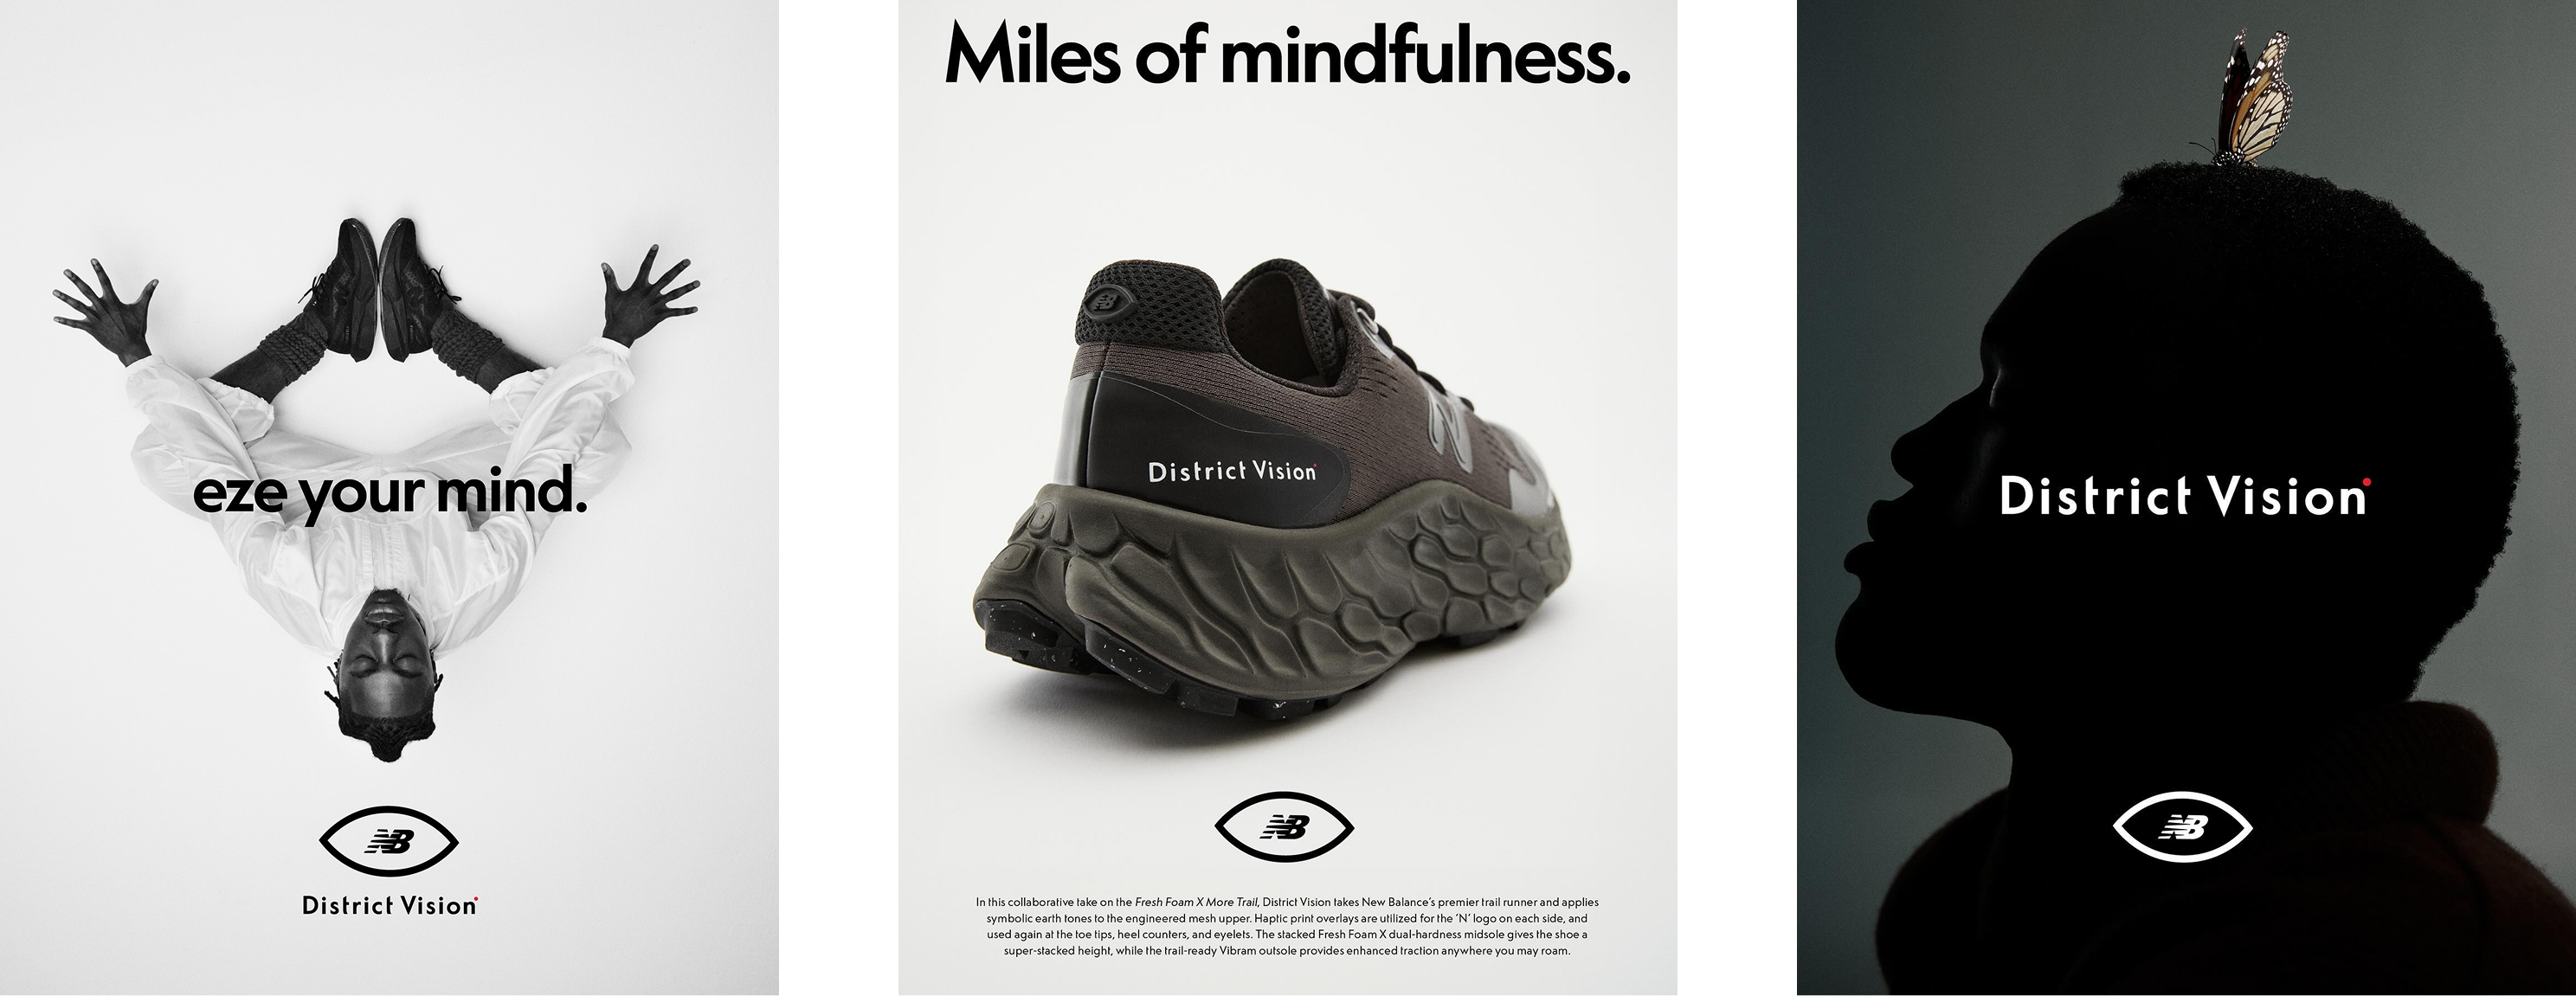 eze your mind.
NB
District Vision
Miles of mindfulness.
NB
N
District Vision
NB
In this collaborative take on the Fresh Foam X More Trail, District Vision takes New Balance's premier trail runner and applies
symbolic earth tones to the engineered mesh upper. Haptic print overlays are utilized for the 'N' logo on each side, and
used again at the toe tips, heel counters, and eyelets. The stacked Fresh Foam X dual-hardness midsole gives the shoe a
super-stacked height, while the trail-ready Vibram outsole provides enhanced traction anywhere you may roam.
District Vision
NB